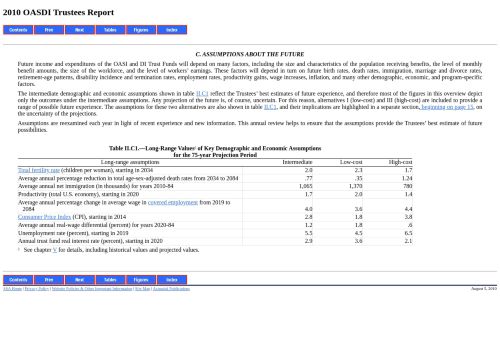 2010 OASDI Trustees Report
Contents Prev Next Tables Figures Index
C. ASSUMPTIONS ABOUT THE FUTURE
Future income and expenditures of the OASI and DI Trust Funds will depend on many factors, including the size and characteristics of the population receiving benefits, the level of monthly
benefit amounts, the size of the workforce, and the level of workers' earnings. These factors will depend in turn on future birth rates, death rates, immigration, marriage and divorce rates,
retirement-age patterns, disability incidence and termination rates, employment rates, productivity gains, wage increases, inflation, and many other demographic, economic, and program-specific
factors.
The intermediate demographic and economic assumptions shown in table II.C1 reflect the Trustees' best estimates of future experience, and therefore most of the figures in this overview depict
only the outcomes under the intermediate assumptions. Any projection of the future is, of course, uncertain. For this reason, alternatives I (low-cost) and III (high-cost) are included to provide a
range of possible future experience. The assumptions for these two alternatives are also shown in table II.C1, and their implications are highlighted in a separate section, beginning on page 15, on
the uncertainty of the projections.
Assumptions are reexamined each year in light of recent experience and new information. This annual review helps to ensure that the assumptions provide the Trustees' best estimate of future
possibilities.
Table II.C1.—Long-Range Values¹ of Key Demographic and Economic Assumptions
for the 75-year Projection Period
Long-range assumptions Intermediate Low-cost High-cost
Total fertility rate (children per woman), starting in 2034 2.0 2.3 1.7
Average annual percentage reduction in total age-sex-adjusted death rates from 2034 to 2084 .77 .35 1.24
Average annual net immigration (in thousands) for years 2010-84 1,065 1,370 780
Productivity (total U.S. economy), starting in 2020 1.7 2.0 1.4
Average annual percentage change in average wage in covered employment from 2019 to
2084 4.0 3.6 4.4
Consumer Price Index (CPI), starting in 2014 2.8 1.8 3.8
Average real-wage differential (percent) for years 2020-84 1.2 1.8 .6
Unemployment rate (percent), starting in 2019 5.5 4.5 6.5
Annual trust fund real interest rate (percent), starting in 2020 2.9 3.6 2.1
¹ See chapter V for details, including historical values and projected values.
Contents Prev Next Tables Figures Index
SSA Home | Privacy Policy | Website Policies & Other Important Information | Site Map | Actuarial Publications August 5, 2010